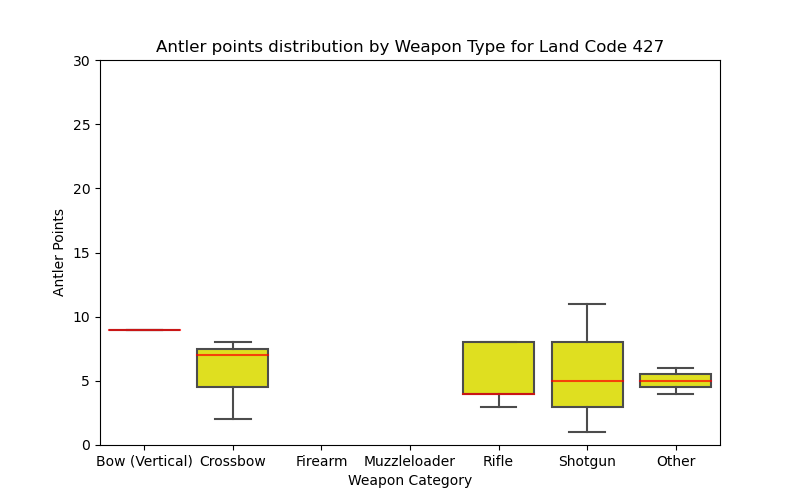 Antler points distribution by Weapon Type for Land Code 427
30
25
20
15
10
5
0
Antler Points
Bow (Vertical) Crossbow Firearm Muzzleloader Rifle Shotgun Other
Weapon Category